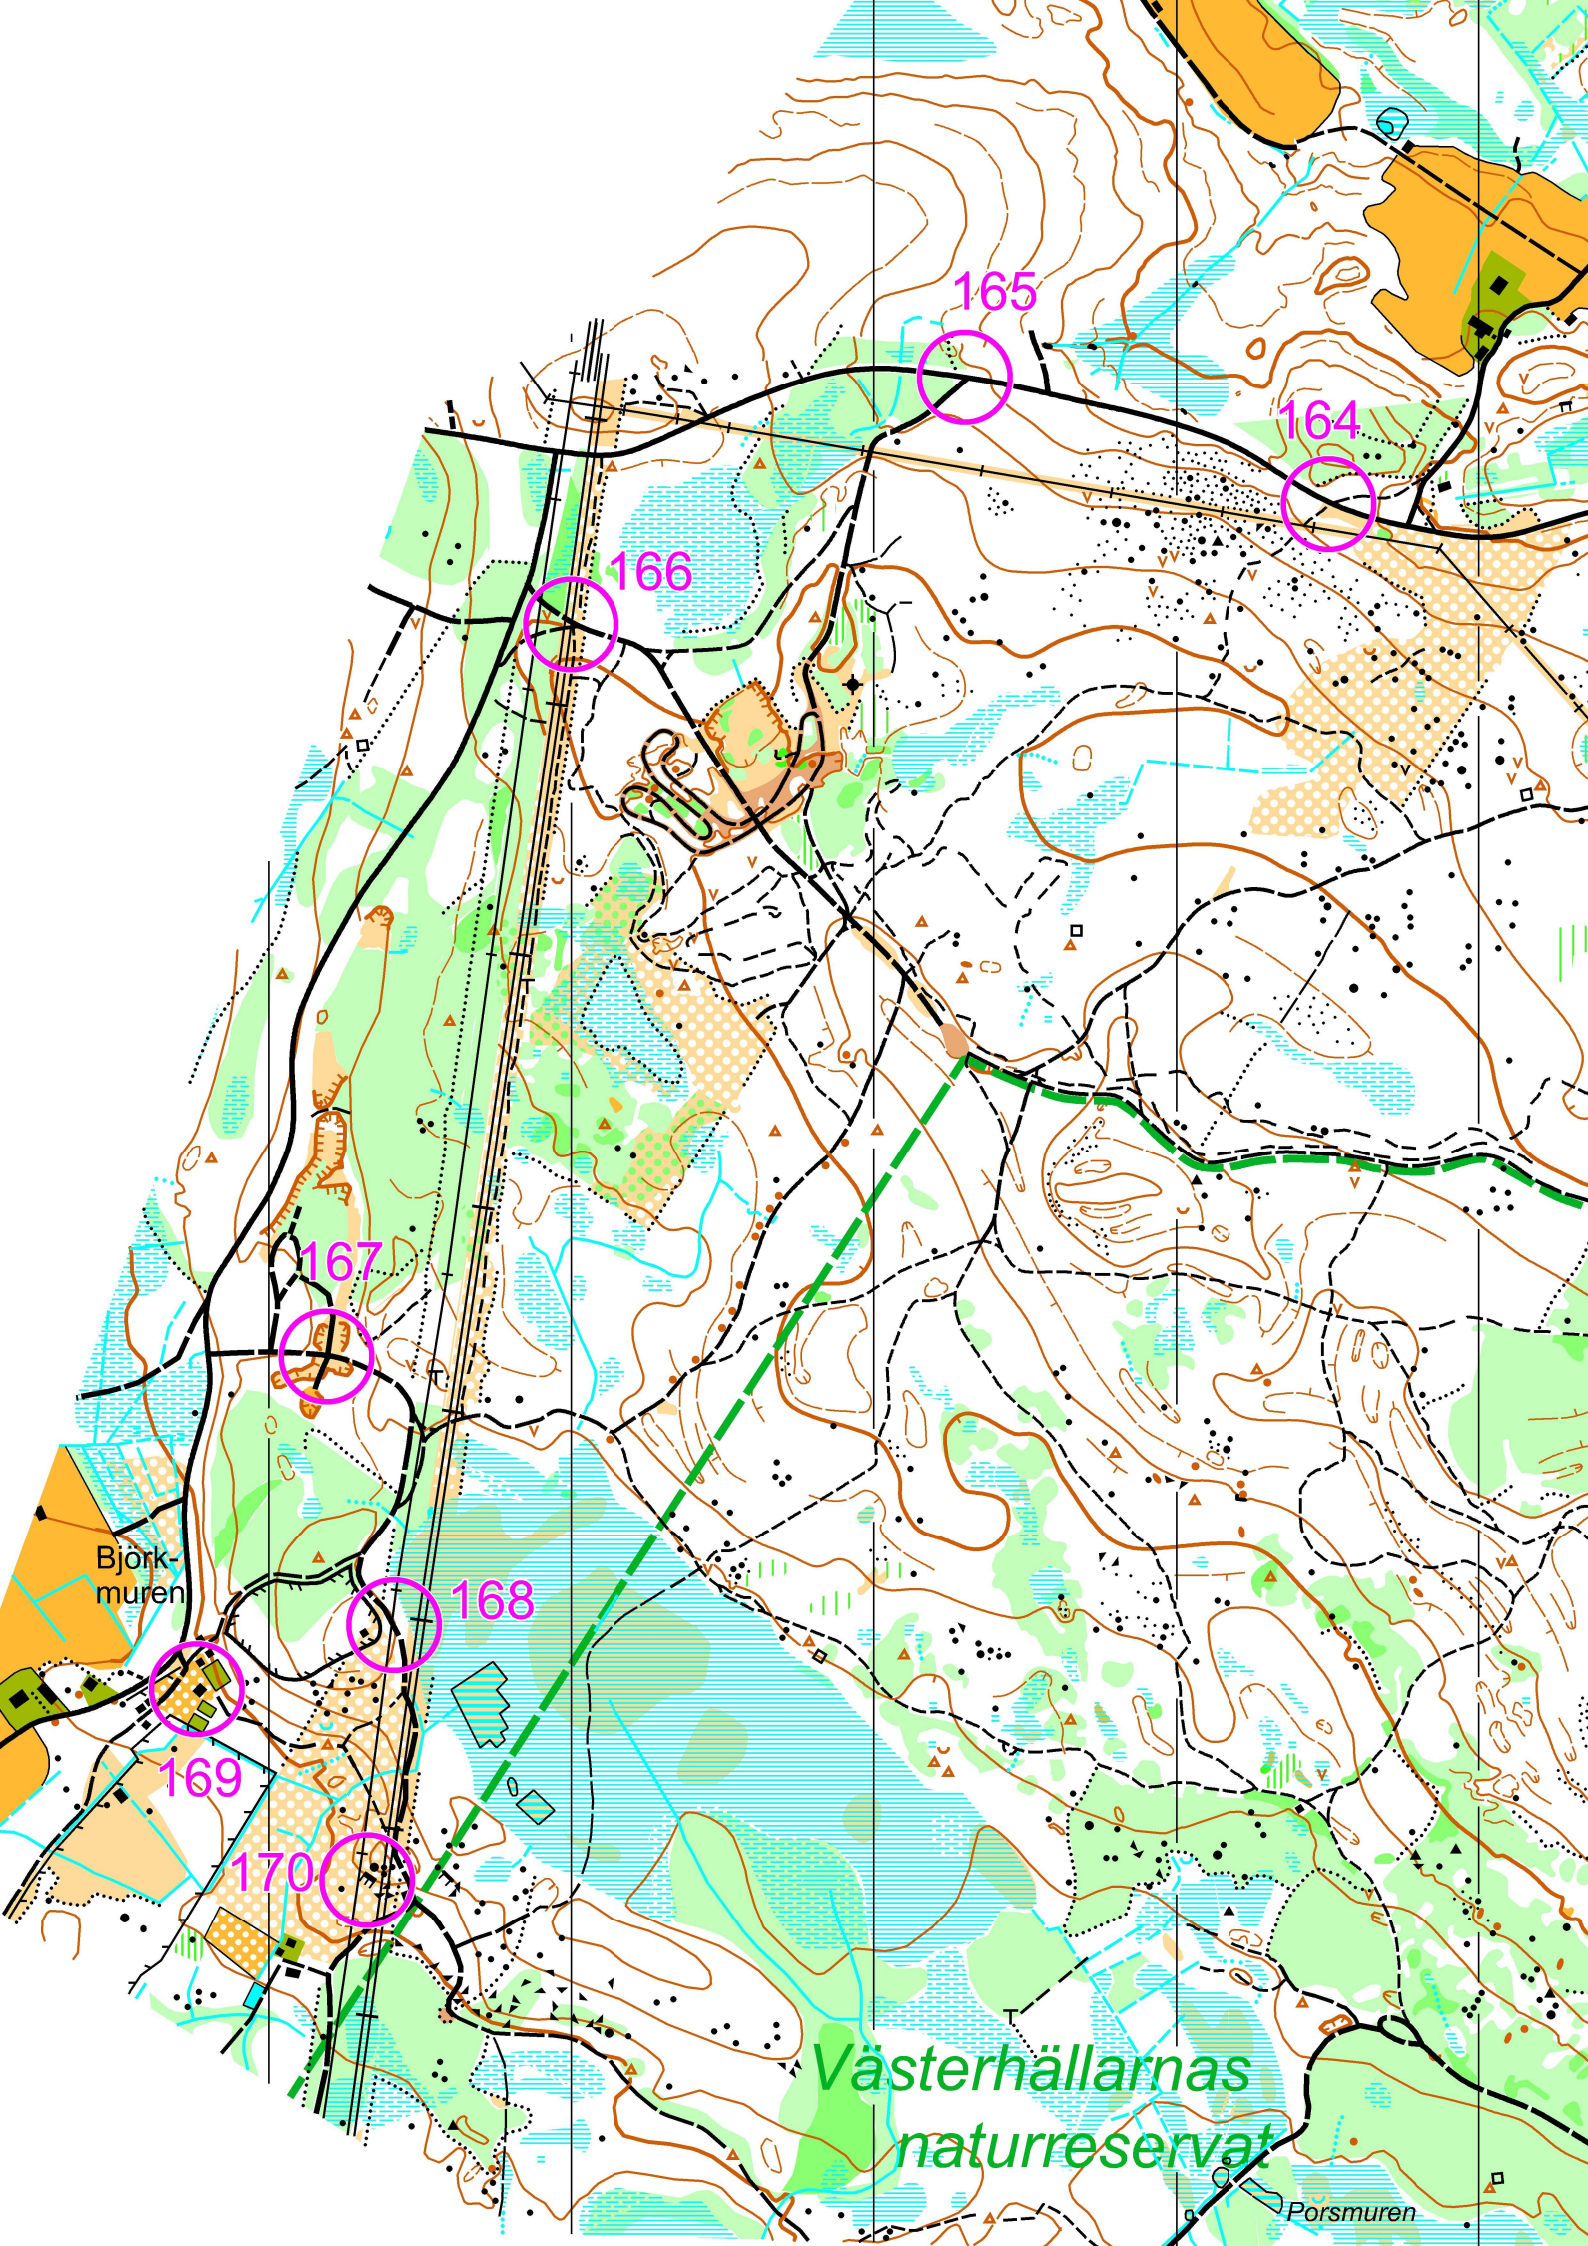 165
164
166
167
Björk-
muren
168
169
170
Västerhällarnas
naturreservat
Porsmuren